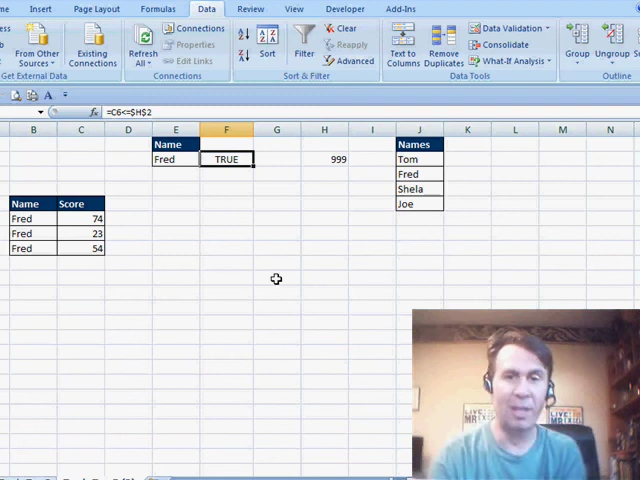 Insert Page Layout Formulas Data Review View Developer Add-Ins
From Other Sources
Existing Connections
Refresh All
Connections
Properties
Edit Links
Sort
Filter
Clear
Reapply
Advanced
Text to Columns
Remove Duplicates
Data Validation
Consolidate
What-If Analysis
Group
Ungroup
Get External Data Connections Sort & Filter Data Tools
fx =C6<=$H$2
B C D E F G H I J K L M N
Name Names
Fred TRUE 999 Tom
Fred
Shela
Name Score Joe
Fred 74
Fred 23
Fred 54
LIVE!
LIVE!